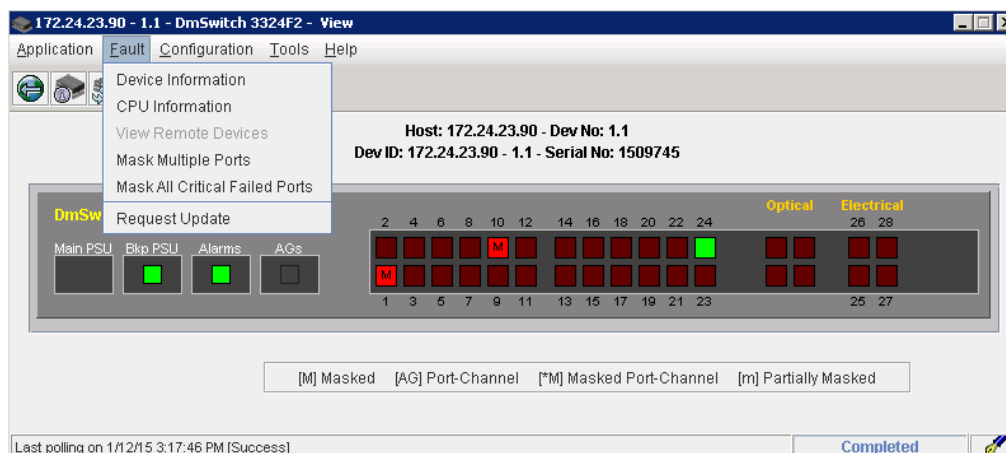 172.24.23.90 - 1.1 - DmSwitch 3324F2 - View
Application Fault Configuration Tools Help
Device Information
CPU Information
View Remote Devices
Mask Multiple Ports
Mask All Critical Failed Ports
Request Update
Host: 172.24.23.90 - Dev No: 1.1
Dev ID: 172.24.23.90 - 1.1 - Serial No: 1509745
Optical Electrical
2 4 6 8 10 12 14 16 18 20 22 24 26 28
Main PSU Bkp PSU Alarms AGs
M
M
1 3 5 7 9 11 13 15 17 19 21 23 25 27
[M] Masked [AG] Port-Channel [*M] Masked Port-Channel [m] Partially Masked
Last polling on 1/12/15 3:17:46 PM [Success] Completed